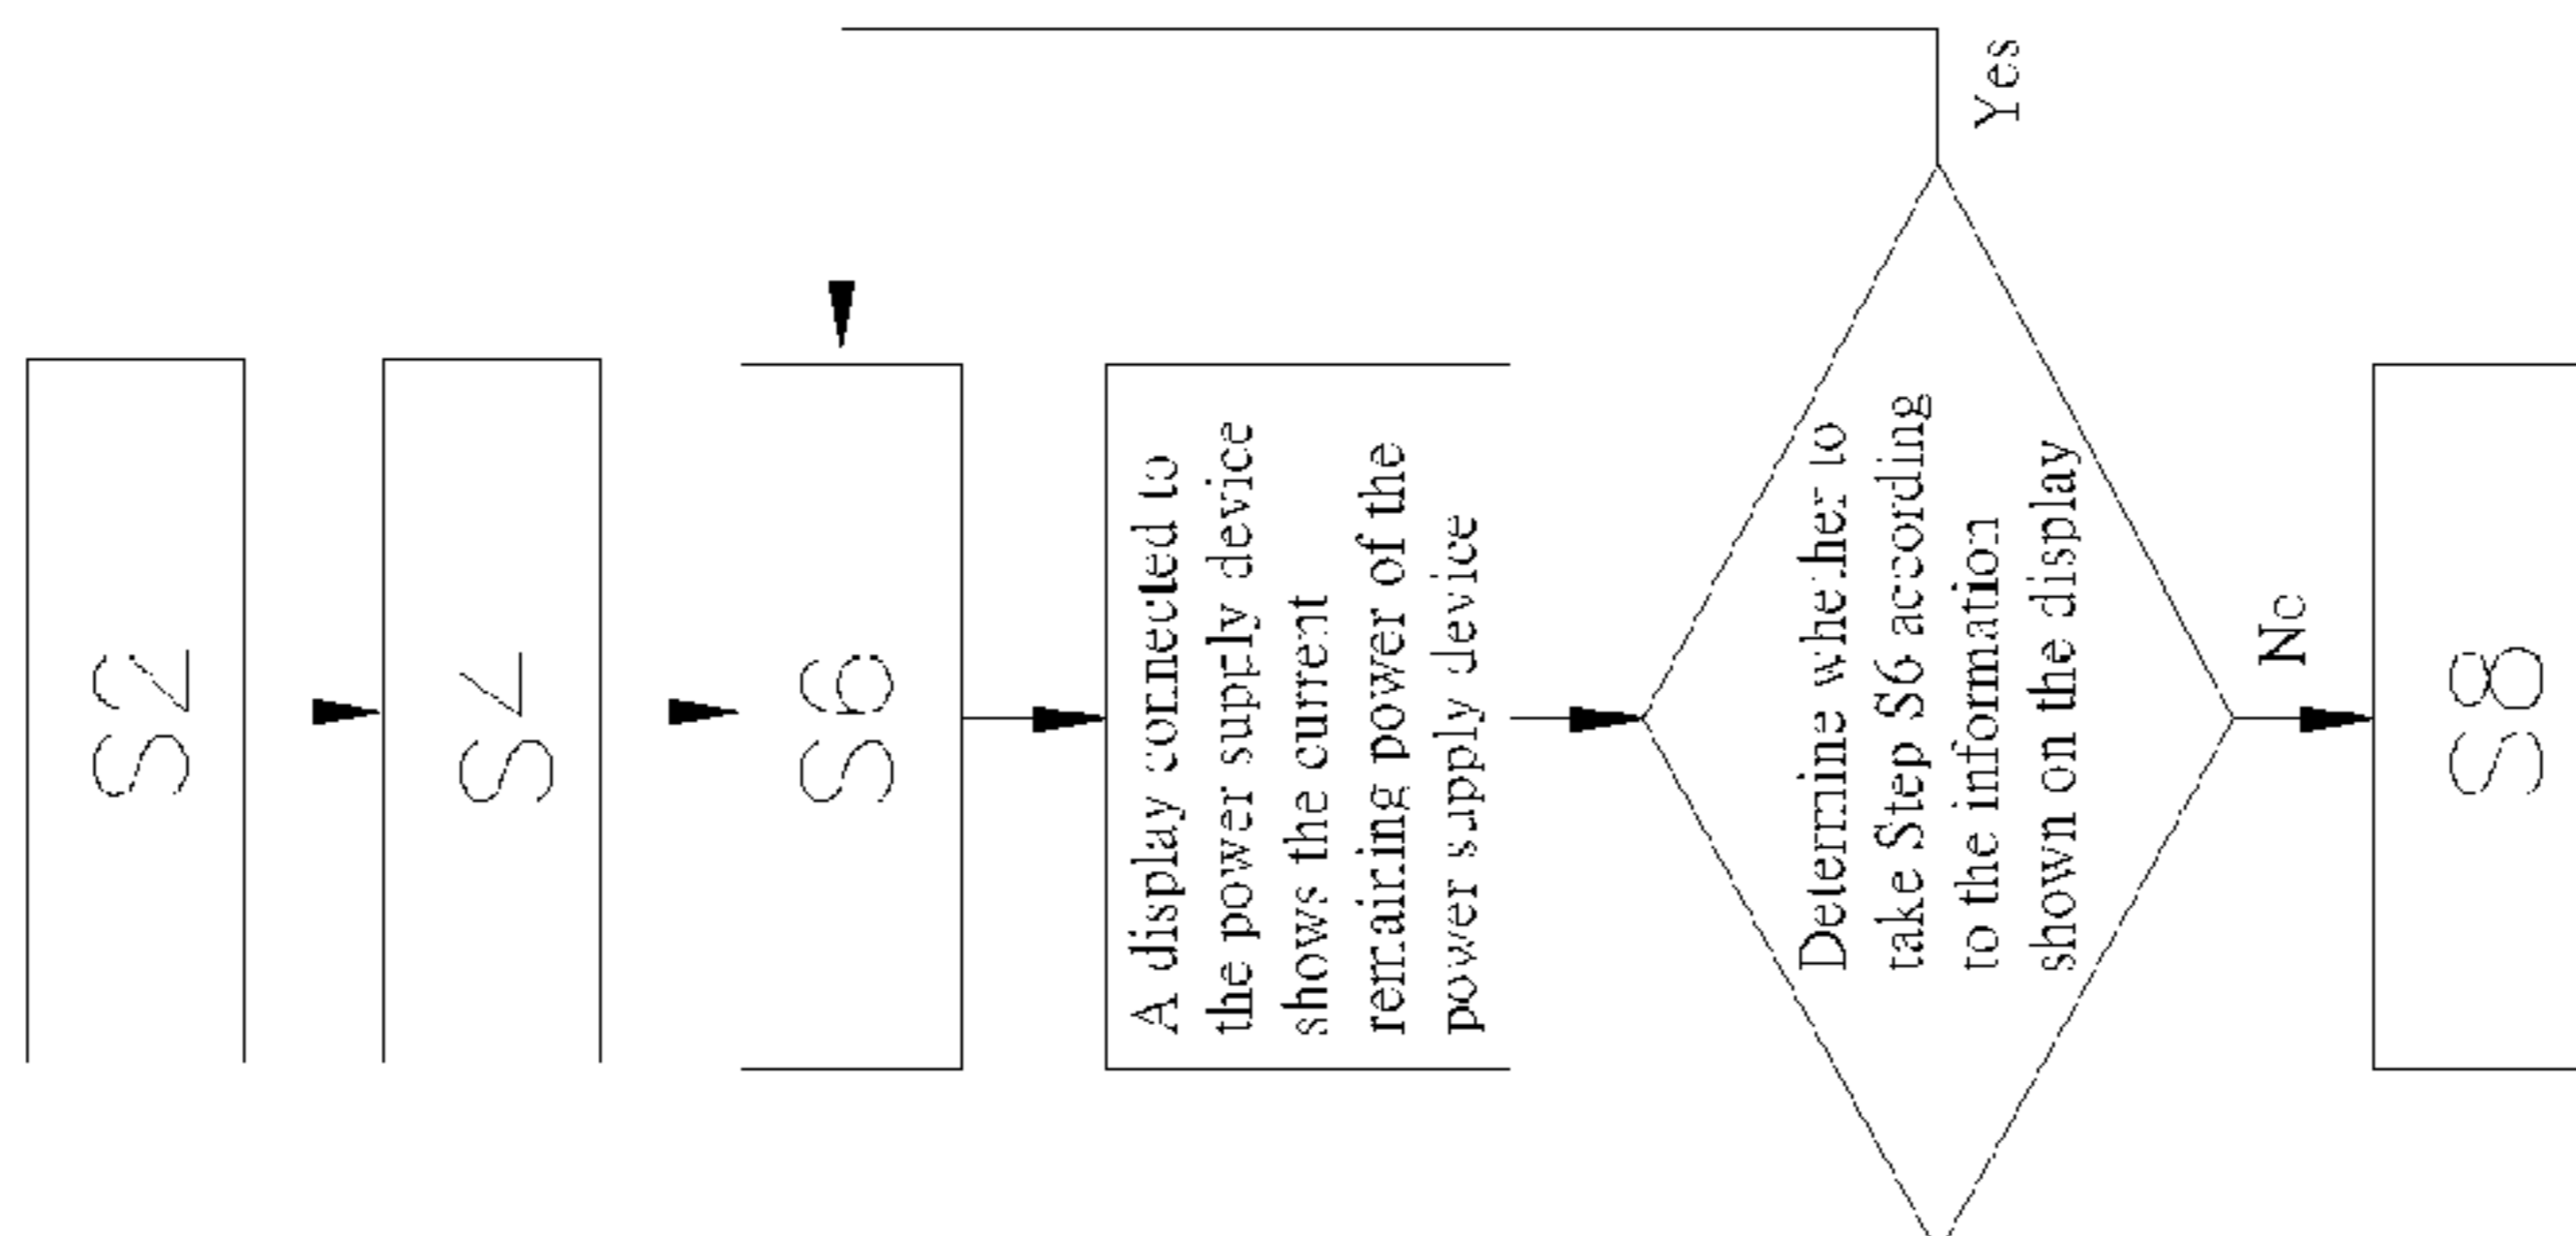 S2
S4
S6
A display connected to
the power supply device
shows the current
remaining power of the
power supply device
Yes
Determine whether to
take Step S6 according
to the information
shown on the display
No
S8